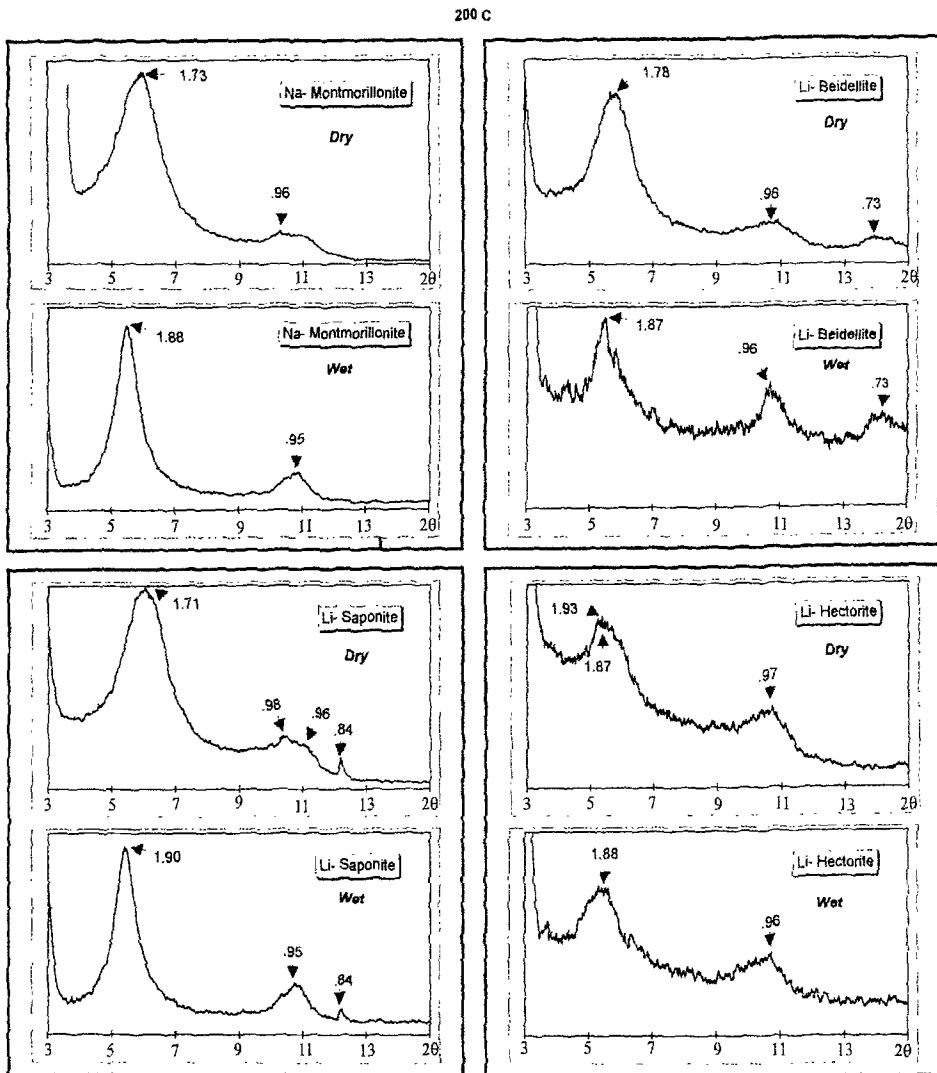 200 C
1.73
Na- Montmorillonite
Dry
.96
3 5 7 9 11 13 2θ
1.88
Na- Montmorillonite
Wet
.95
3 5 7 9 11 13 2θ
1.78
Li- Beidellite
Dry
.96
.73
3 5 7 9 11 13 2θ
1.87
Li- Beidellite
Wet
.96
.73
3 5 7 9 11 13 2θ
1.71
Li- Saponite
Dry
.98
.96
.84
3 5 7 9 11 13 2θ
1.90
Li- Saponite
Wet
.95
.84
3 5 7 9 11 13 2θ
1.93
1.87
Li- Hectorite
Dry
.97
3 5 7 9 11 13 2θ
1.88
Li- Hectorite
Wet
.96
3 5 7 9 11 13 2θ